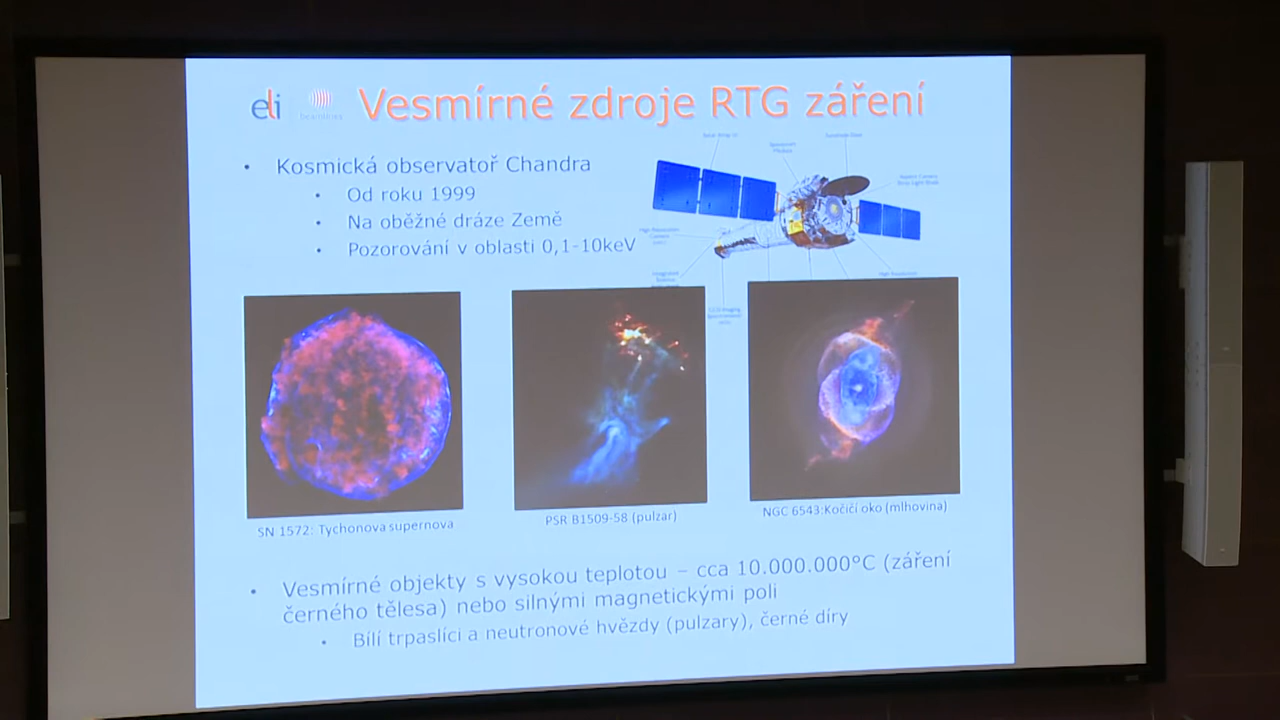 eli
beamlines
Vesmírné zdroje RTG záření
• Kosmická observatoř Chandra
• Od roku 1999
• Na oběžné dráze Země
• Pozorování v oblasti 0,1-10keV
SN 1572: Tychonova supernova
PSR B1509-58 (pulzar)
NGC 6543:Kočičí oko (mlhovina)
• Vesmírné objekty s vysokou teplotou – cca 10.000.000°C (záření
černého tělesa) nebo silnými magnetickými poli
• Bílí trpaslíci a neutronové hvězdy (pulzary), černé díry